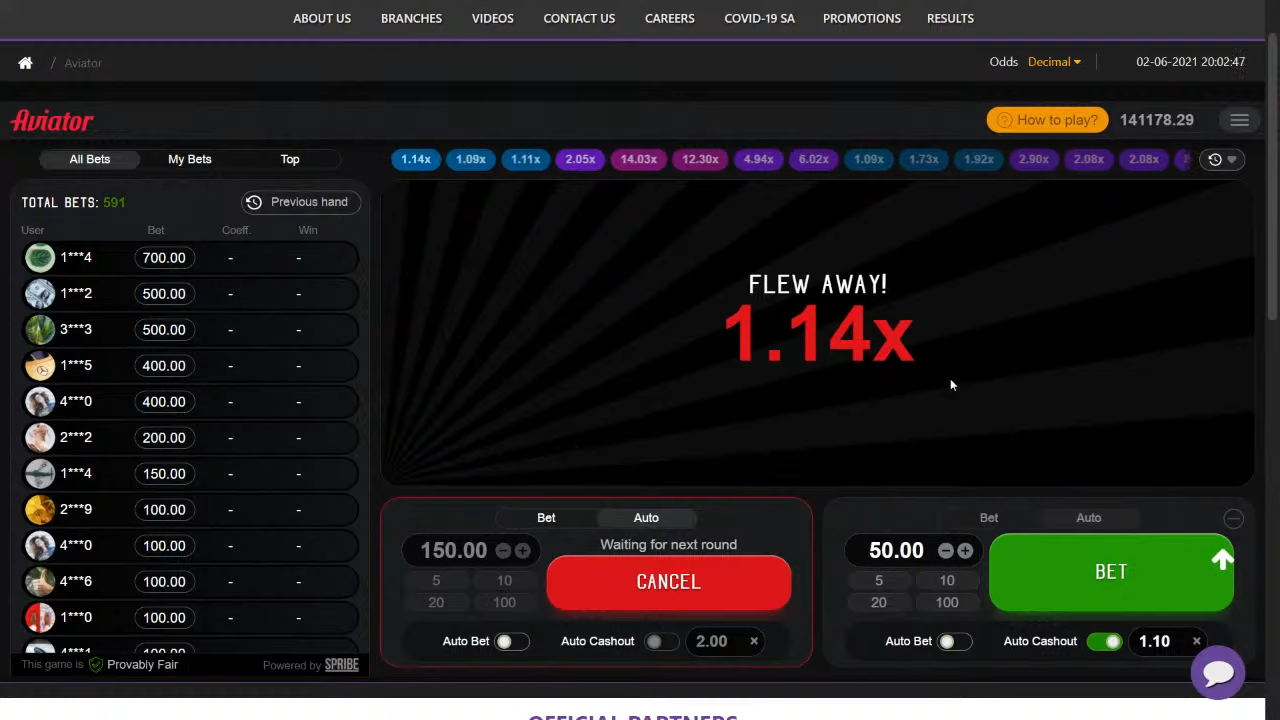 ABOUT US BRANCHES VIDEOS CONTACT US CAREERS COVID-19 SA PROMOTIONS RESULTS
/ Aviator
Odds Decimal 02-06-2021 20:02:47
Aviator
How to play? 141178.29
All Bets My Bets Top
1.14x 1.09x 1.11x 2.05x 14.03x 12.30x 4.94x 6.02x 1.09x 1.73x 1.92x 2.90x 2.08x 2.08x
TOTAL BETS: 591 Previous hand
User Bet Coeff. Win
1***4 700.00 - -
1***2 500.00 - -
3***3 500.00 - -
1***5 400.00 - -
4***0 400.00 - -
2***2 200.00 - -
1***4 150.00 - -
2***9 100.00 - -
4***0 100.00 - -
4***6 100.00 - -
1***0 100.00 - -
This game is Provably Fair Powered by SPRIBE
FLEW AWAY!
1.14x
Bet Auto
150.00
Waiting for next round
5 10
20 100
CANCEL
Auto Bet Auto Cashout 2.00 ×
Bet Auto
50.00
5 10
20 100
BET
Auto Bet Auto Cashout 1.10 ×
OFFICIAL PARTNERS